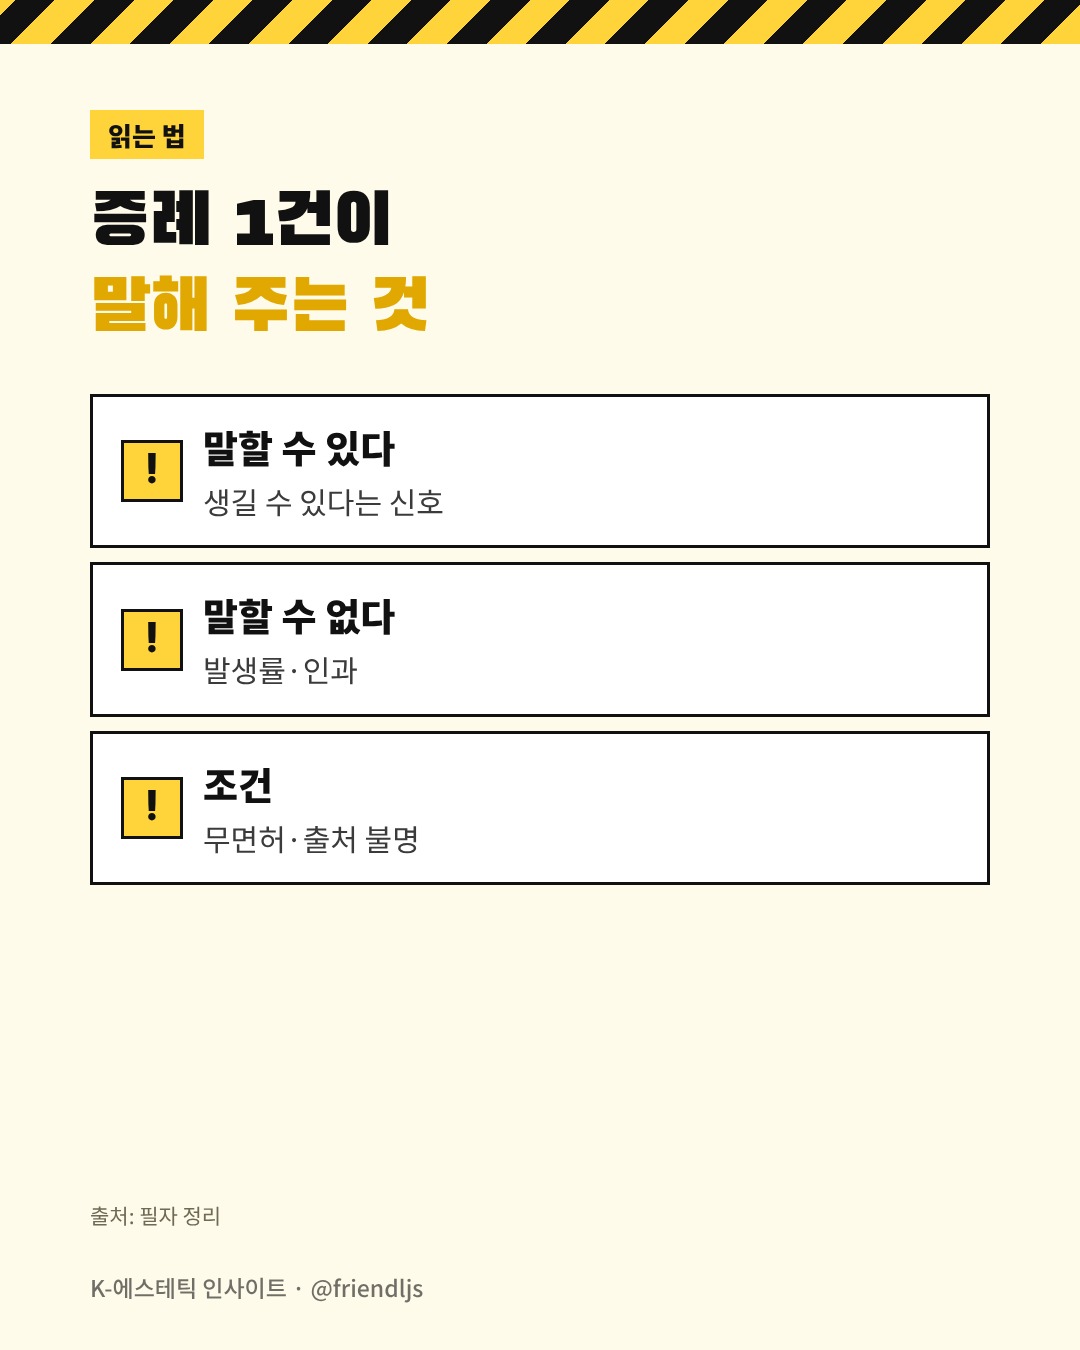 읽는 법
증례 1건이
말해 주는 것
!
말할 수 있다
생길 수 있다는 신호
!
말할 수 없다
발생률·인과
!
조건
무면허·출처 불명
출처: 필자 정리
K-에스테틱 인사이트 · @friendljs